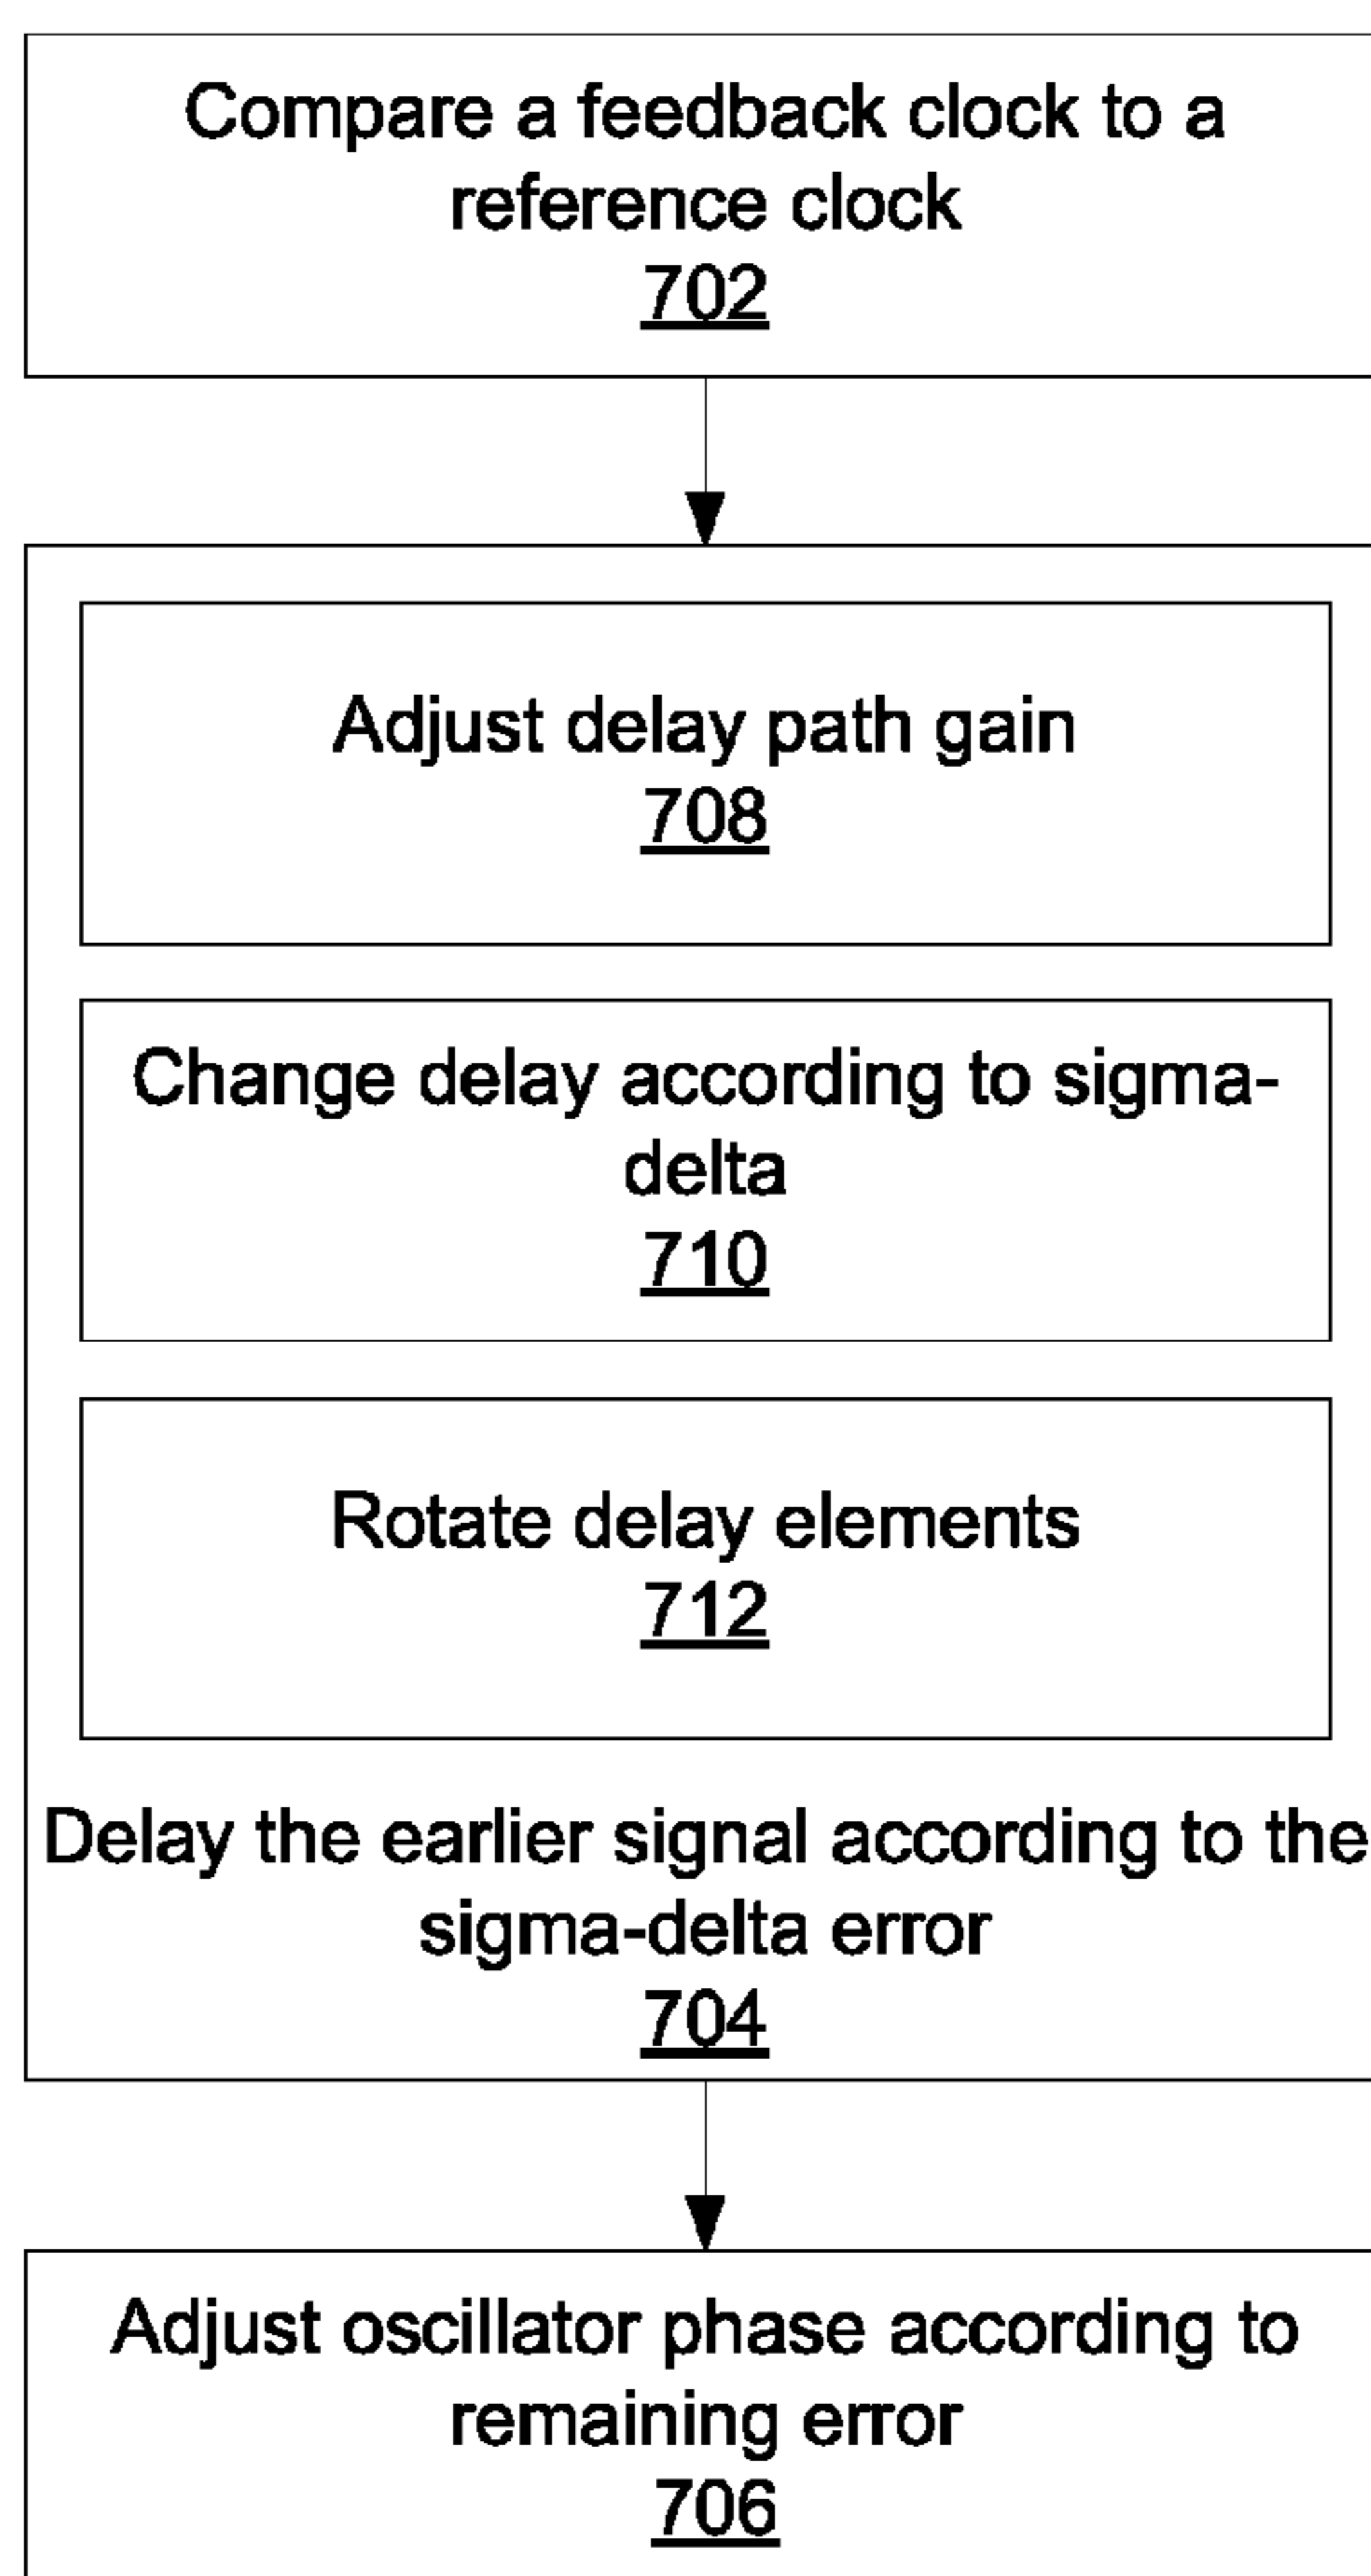 Compare a feedback clock to a
reference clock
702
Adjust delay path gain
708
Change delay according to sigma-
delta
710
Rotate delay elements
712
Delay the earlier signal according to the
sigma-delta error
704
Adjust oscillator phase according to
remaining error
706